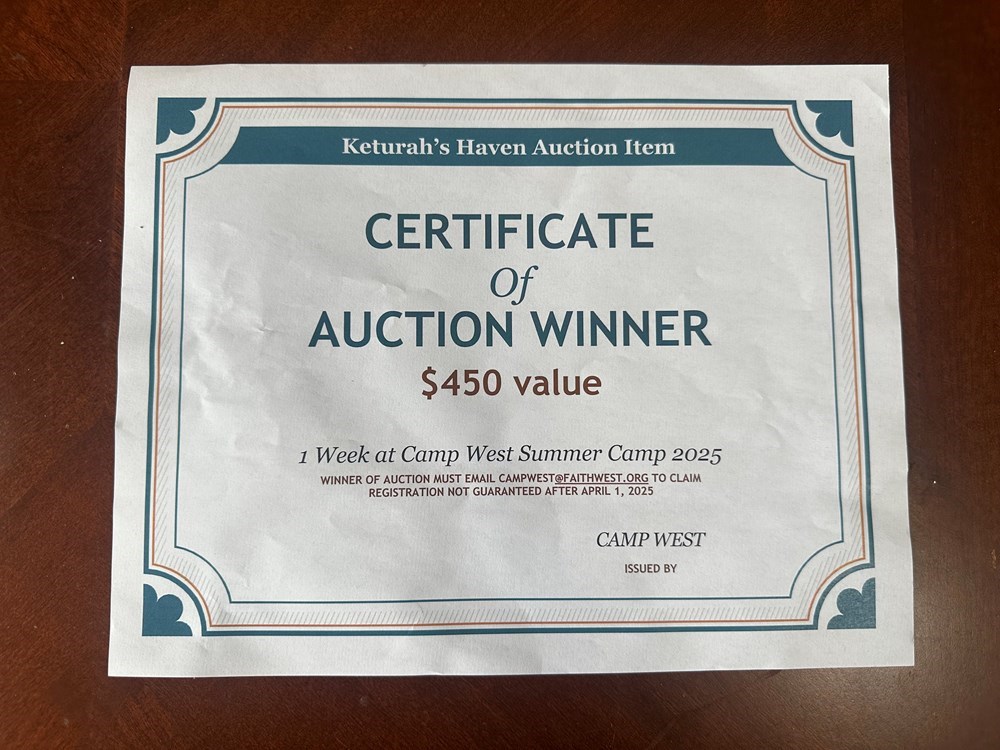 Keturah's Haven Auction Item
CERTIFICATE
Of
AUCTION WINNER
$450 value
1 Week at Camp West Summer Camp 2025
WINNER OF AUCTION MUST EMAIL CAMPWEST@FAITHWEST.ORG TO CLAIM
REGISTRATION NOT GUARANTEED AFTER APRIL 1, 2025
CAMP WEST
ISSUED BY